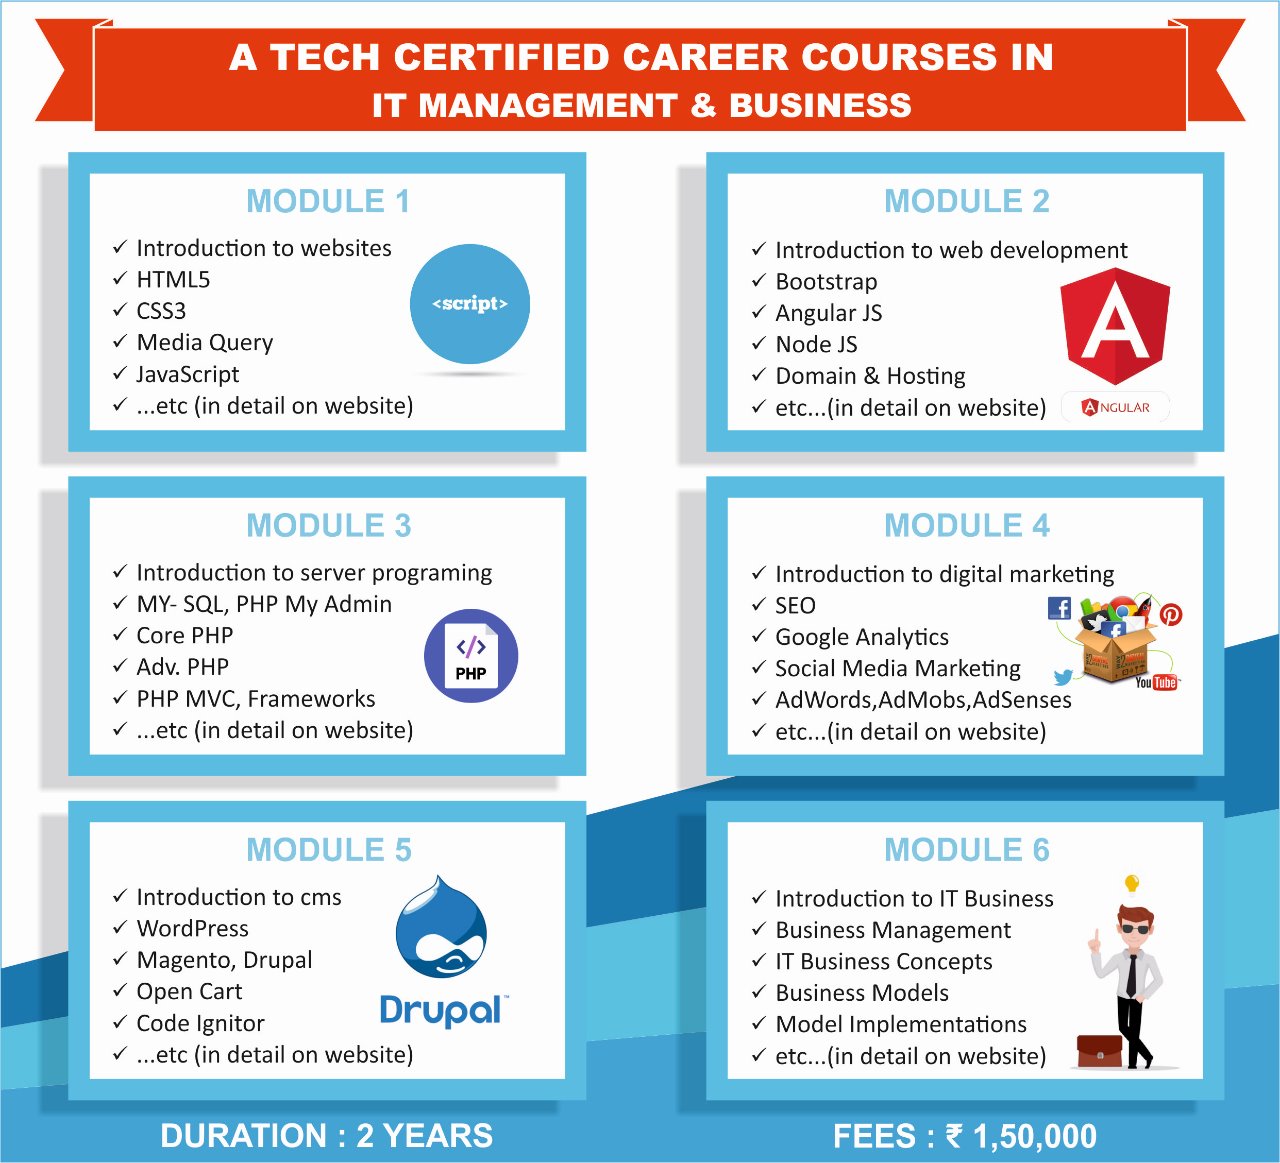 A TECH CERTIFIED CAREER COURSES IN
IT MANAGEMENT & BUSINESS
MODULE 1
✓ Introduction to websites
✓ HTML5
✓ CSS3
✓ Media Query
✓ JavaScript
✓ ...etc (in detail on website)
<script>
MODULE 2
✓ Introduction to web development
✓ Bootstrap
✓ Angular JS
✓ Node JS
✓ Domain & Hosting
✓ etc...(in detail on website)
A
ANGULAR
MODULE 3
✓ Introduction to server programing
✓ MY- SQL, PHP My Admin
✓ Core PHP
✓ Adv. PHP
✓ PHP MVC, Frameworks
✓ ...etc (in detail on website)
</>
PHP
MODULE 4
✓ Introduction to digital marketing
✓ SEO
✓ Google Analytics
✓ Social Media Marketing
✓ AdWords,AdMobs,AdSenses
✓ etc...(in detail on website)
YouTube
MODULE 5
✓ Introduction to cms
✓ WordPress
✓ Magento, Drupal
✓ Open Cart
✓ Code Ignitor
✓ ...etc (in detail on website)
Drupal™
MODULE 6
✓ Introduction to IT Business
✓ Business Management
✓ IT Business Concepts
✓ Business Models
✓ Model Implementations
✓ etc...(in detail on website)
DURATION : 2 YEARS
FEES : ₹ 1,50,000